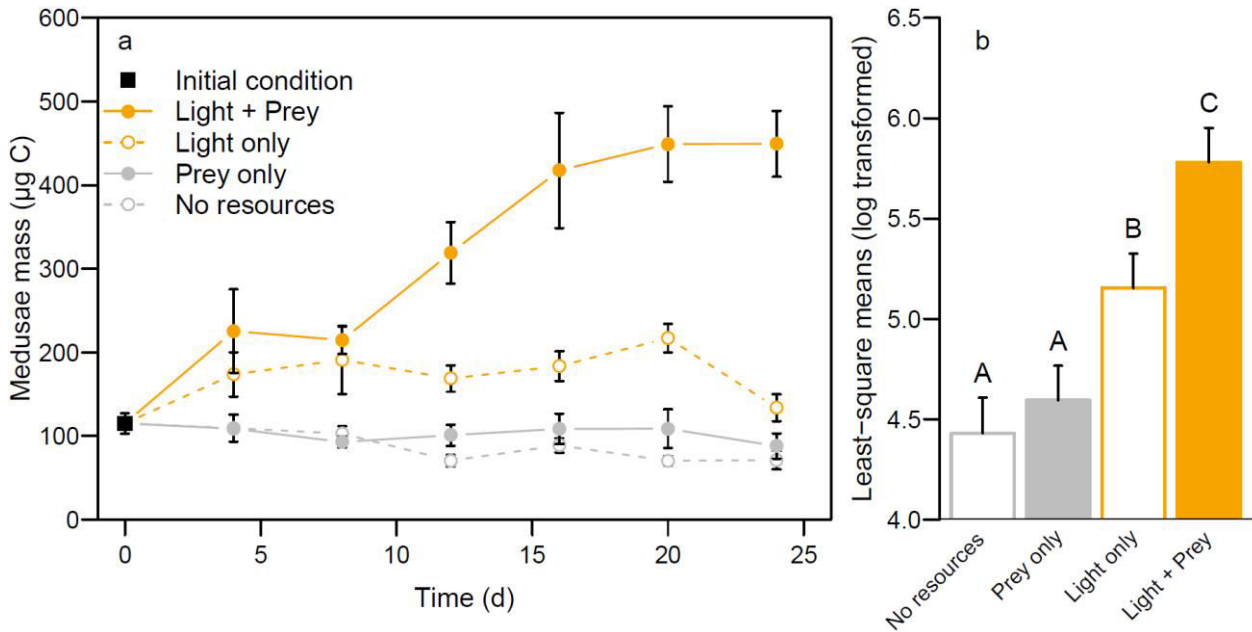 a
Initial condition
Light + Prey
Light only
Prey only
No resources
Medusae mass (µg C)
600
500
400
300
200
100
0
0 5 10 15 20 25
Time (d)
b
Least−square means (log transformed)
6.5
6.0
5.5
5.0
4.5
4.0
A
A
B
C
No resources
Prey only
Light only
Light + Prey